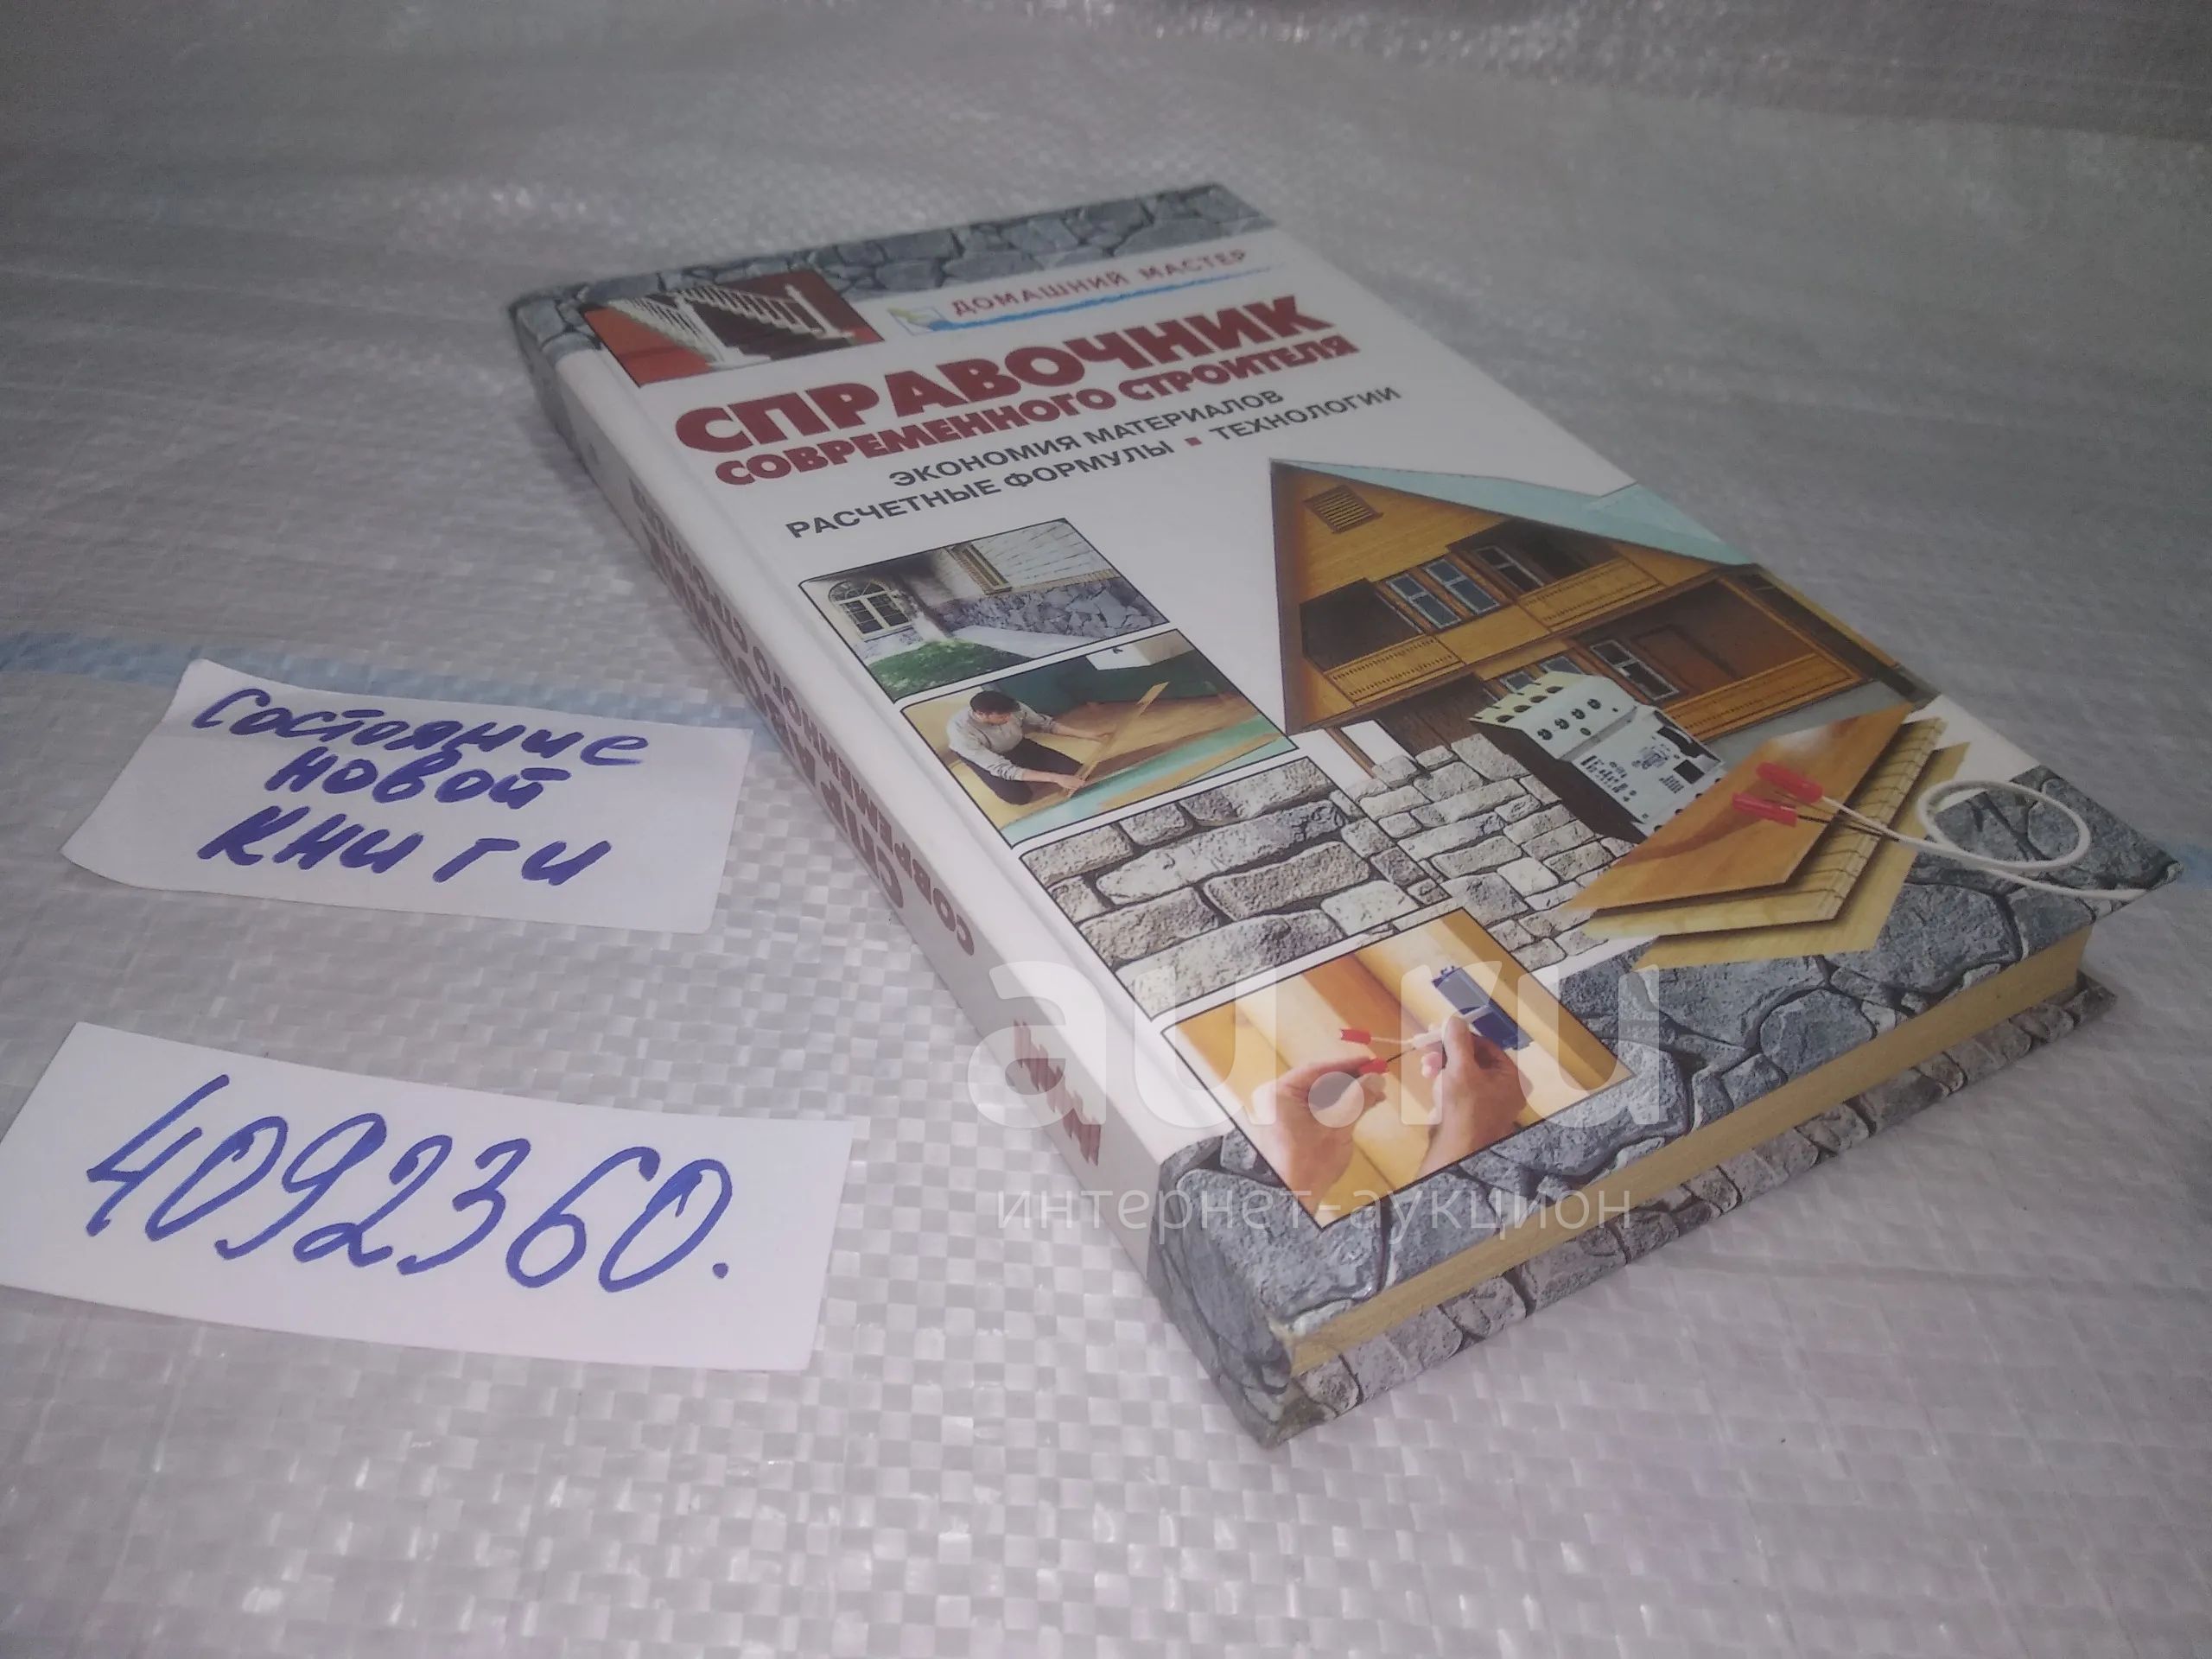 ДОМАШНИЙ МАСТЕР
СПРАВОЧНИК
СОВРЕМЕННОГО СТРОИТЕЛЯ
ЭКОНОМИЯ МАТЕРИАЛОВ
РАСЧЕТНЫЕ ФОРМУЛЫ ▪ ТЕХНОЛОГИИ
Состояние
новой
книги
4092360.
au.ru
интернет-аукцион